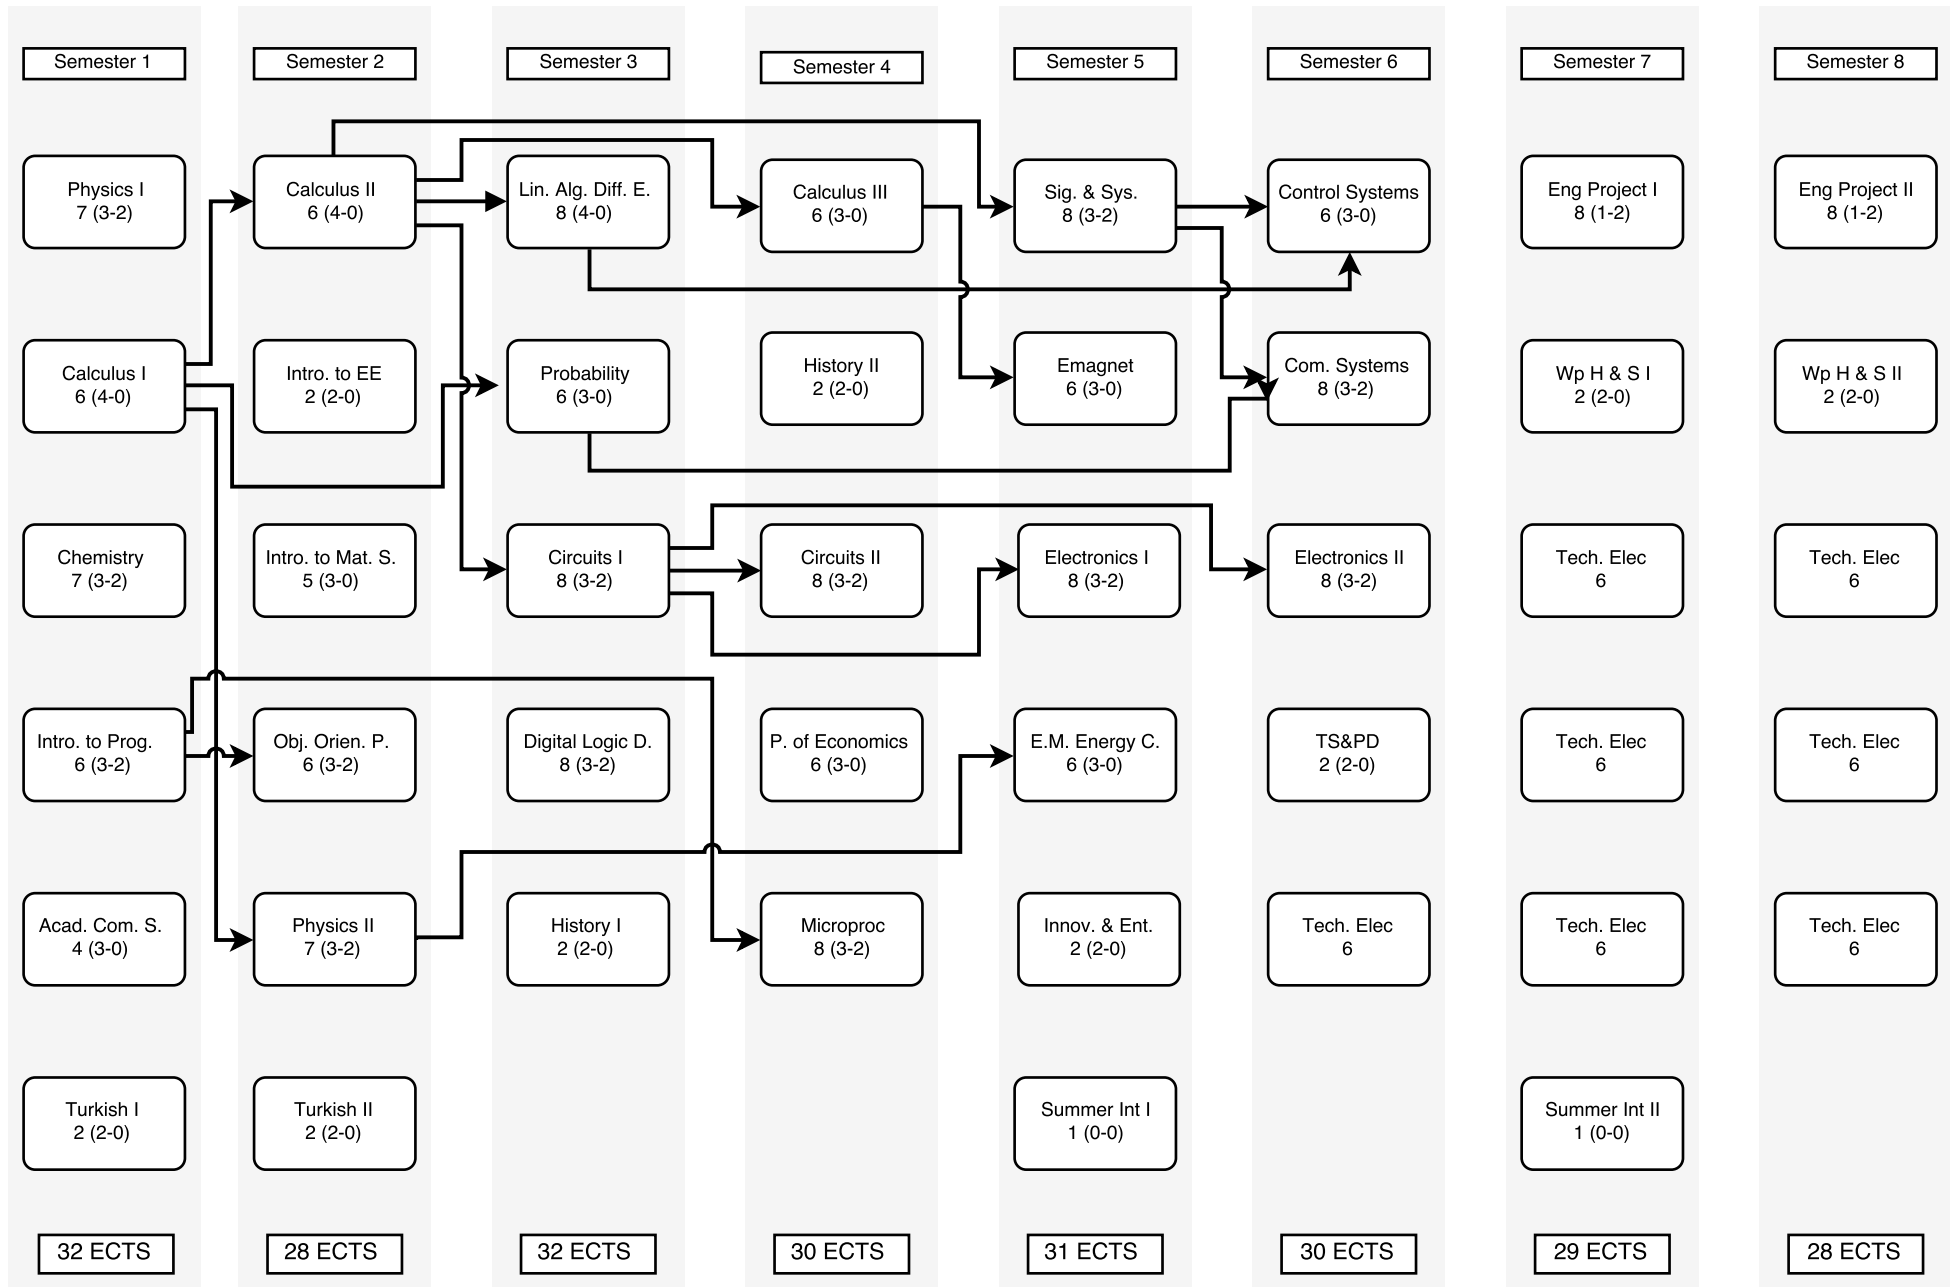 Semester 1
Semester 2
Semester 3
Semester 4
Semester 5
Semester 6
Semester 7
Semester 8
Physics I
7 (3-2)
Calculus II
6 (4-0)
Lin. Alg. Diff. E.
8 (4-0)
Calculus III
6 (3-0)
Sig. & Sys.
8 (3-2)
Control Systems
6 (3-0)
Eng Project I
8 (1-2)
Eng Project II
8 (1-2)
Calculus I
6 (4-0)
Intro. to EE
2 (2-0)
Probability
6 (3-0)
History II
2 (2-0)
Emagnet
6 (3-0)
Com. Systems
8 (3-2)
Wp H & S I
2 (2-0)
Wp H & S II
2 (2-0)
Chemistry
7 (3-2)
Intro. to Mat. S.
5 (3-0)
Circuits I
8 (3-2)
Circuits II
8 (3-2)
Electronics I
8 (3-2)
Electronics II
8 (3-2)
Tech. Elec
6
Tech. Elec
6
Intro. to Prog.
6 (3-2)
Obj. Orien. P.
6 (3-2)
Digital Logic D.
8 (3-2)
P. of Economics
6 (3-0)
E.M. Energy C.
6 (3-0)
TS&PD
2 (2-0)
Tech. Elec
6
Tech. Elec
6
Acad. Com. S.
4 (3-0)
Physics II
7 (3-2)
History I
2 (2-0)
Microproc
8 (3-2)
Innov. & Ent.
2 (2-0)
Tech. Elec
6
Tech. Elec
6
Tech. Elec
6
Turkish I
2 (2-0)
Turkish II
2 (2-0)
Summer Int I
1 (0-0)
Summer Int II
1 (0-0)
32 ECTS
28 ECTS
32 ECTS
30 ECTS
31 ECTS
30 ECTS
29 ECTS
28 ECTS